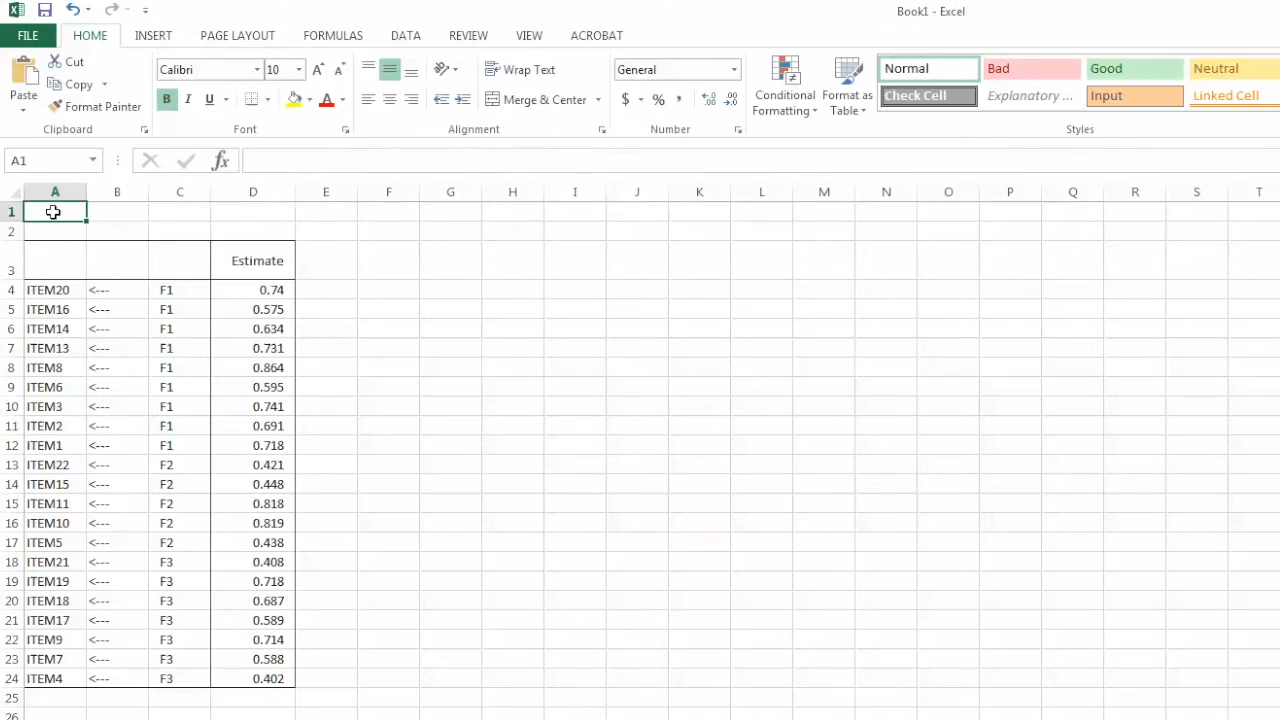 Book1 - Excel
FILE HOME INSERT PAGE LAYOUT FORMULAS DATA REVIEW VIEW ACROBAT
Paste Cut Copy Format Painter
Calibri 10
B I U A
Wrap Text
Merge & Center
General
$ % ,
Conditional Formatting
Format as Table
Normal Bad Good Neutral
Check Cell Explanatory ... Input Linked Cell
Clipboard Font Alignment Number Styles
A1 fx
A B C D E F G H I J K L M N O P Q R S T
1
2
3 Estimate
4 ITEM20 <--- F1 0.74
5 ITEM16 <--- F1 0.575
6 ITEM14 <--- F1 0.634
7 ITEM13 <--- F1 0.731
8 ITEM8 <--- F1 0.864
9 ITEM6 <--- F1 0.595
10 ITEM3 <--- F1 0.741
11 ITEM2 <--- F1 0.691
12 ITEM1 <--- F1 0.718
13 ITEM22 <--- F2 0.421
14 ITEM15 <--- F2 0.448
15 ITEM11 <--- F2 0.818
16 ITEM10 <--- F2 0.819
17 ITEM5 <--- F2 0.438
18 ITEM21 <--- F3 0.408
19 ITEM19 <--- F3 0.718
20 ITEM18 <--- F3 0.687
21 ITEM17 <--- F3 0.589
22 ITEM9 <--- F3 0.714
23 ITEM7 <--- F3 0.588
24 ITEM4 <--- F3 0.402
25
26